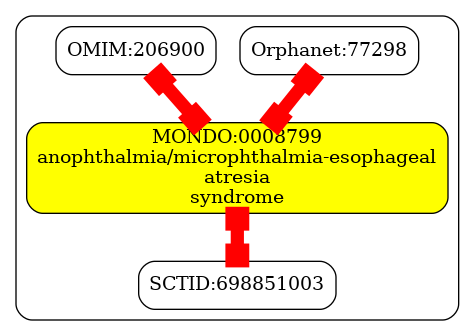 OMIM:206900
Orphanet:77298
MONDO:0008799
anophthalmia/microphthalmia-esophageal
atresia
syndrome
SCTID:698851003